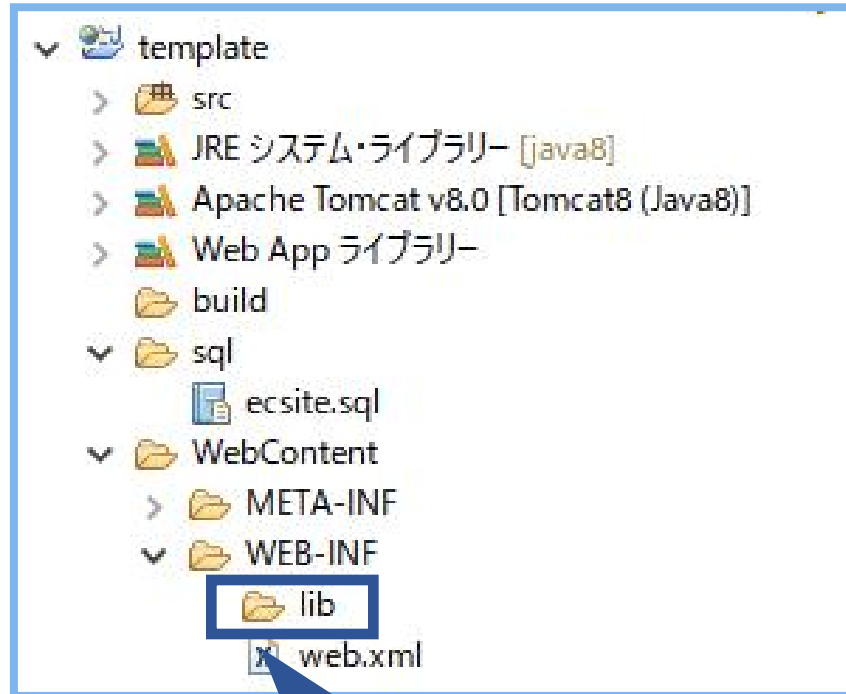 template
src
JRE システム・ライブラリー [java8]
Apache Tomcat v8.0 [Tomcat8 (Java8)]
Web App ライブラリー
build
sql
ecsite.sql
WebContent
META-INF
WEB-INF
lib
web.xml